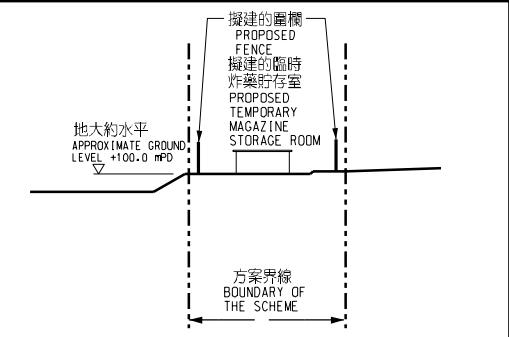 擬建的圍欄
PROPOSED
FENCE
擬建的臨時
炸藥貯存室
PROPOSED
TEMPORARY
MAGAZINE
STORAGE ROOM
地大約水平
APPROXIMATE GROUND
LEVEL +100.0 mPD
方案界線
BOUNDARY OF
THE SCHEME